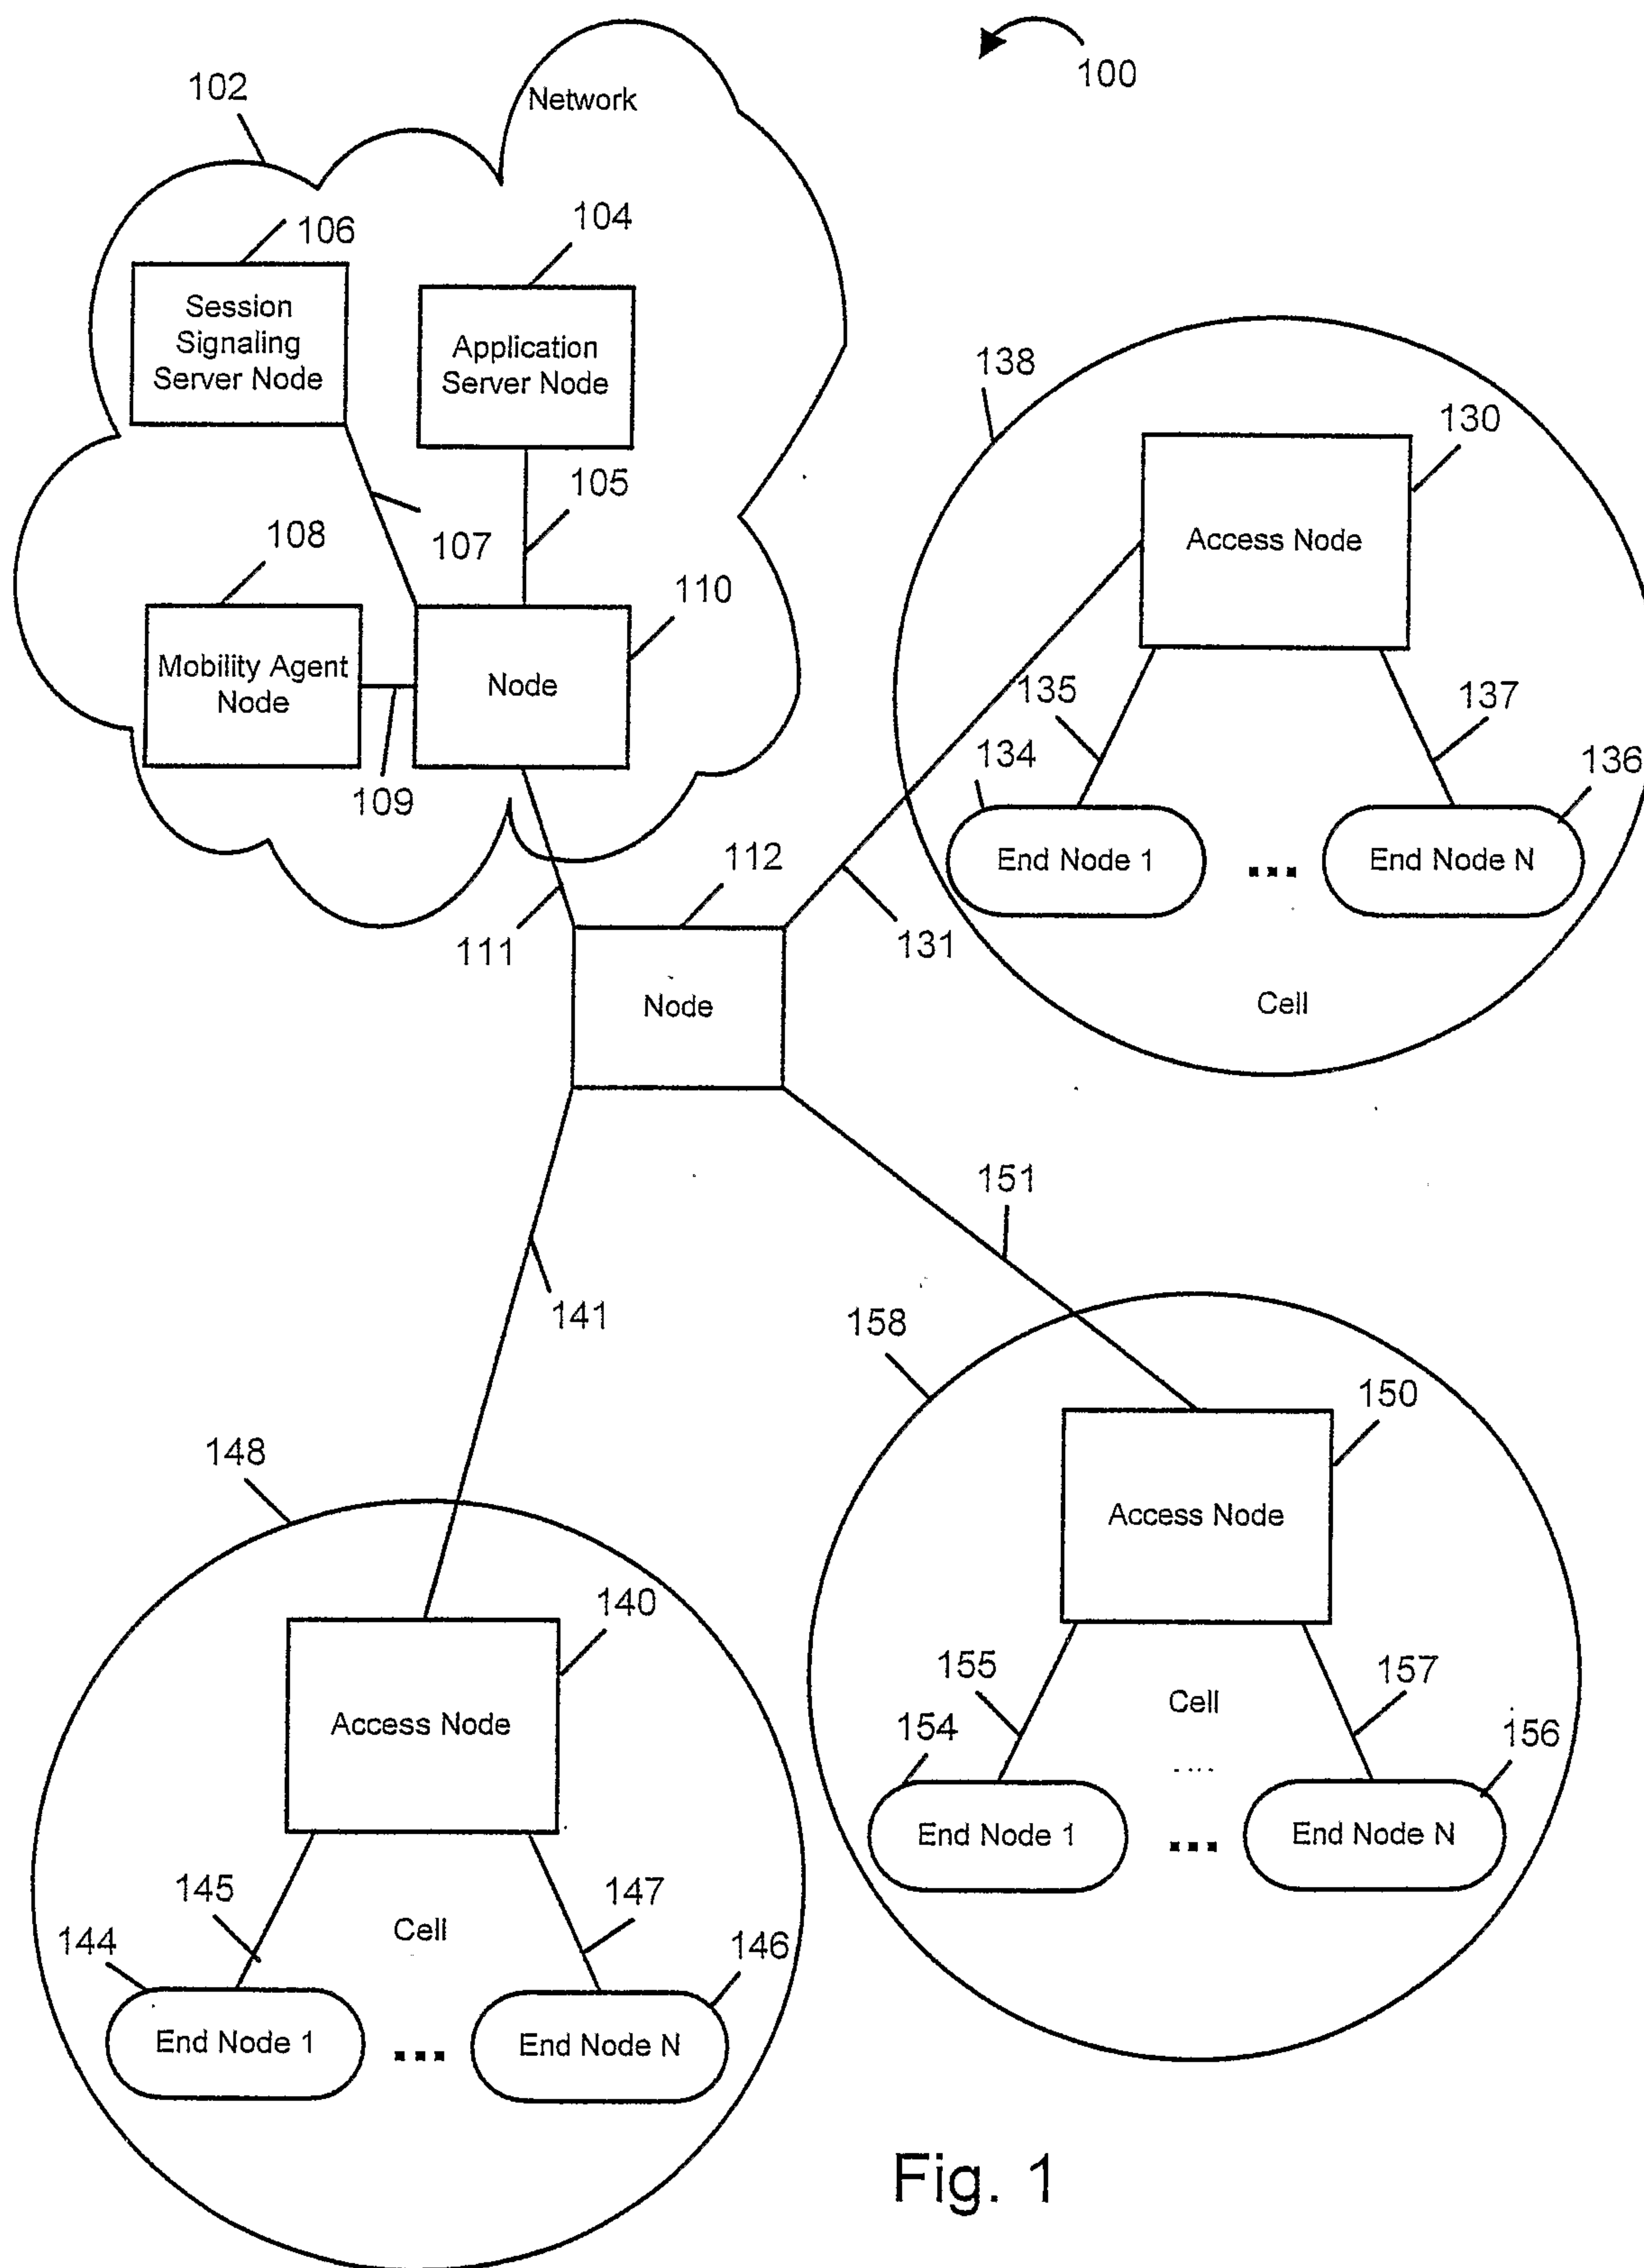 100
102
Network
106
104
Session
Signaling
Server Node
Application
Server Node
138
130
105
107
108
110
Access Node
Mobility Agent
Node
Node
135
137
134
136
109
End Node 1
...
End Node N
112
111
131
Node
Cell
151
141
158
150
148
Access Node
140
155
157
Cell
Access Node
154
156
....
End Node 1
...
End Node N
145
147
Cell
144
146
End Node 1
...
End Node N
Fig. 1